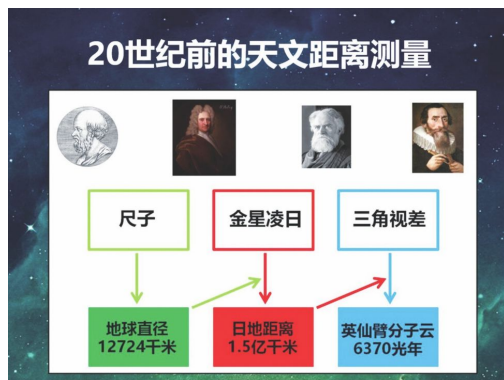 20世纪前的天文距离测量
尺子
金星凌日
三角视差
地球直径
12724千米
日地距离
1.5亿千米
英仙臂分子云
6370光年